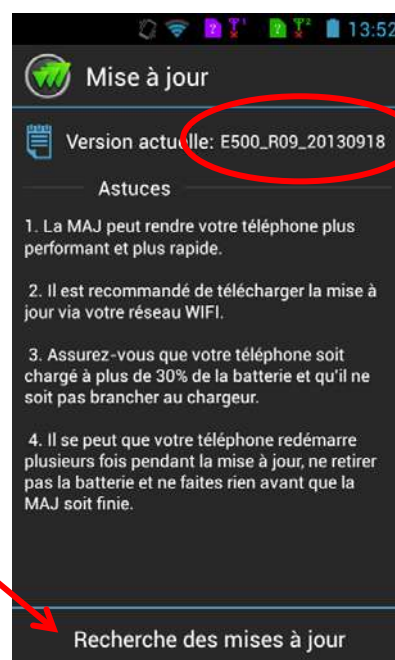 13:52
Mise à jour
Version actuelle: E500_R09_20130918
Astuces
1. La MAJ peut rendre votre téléphone plus
performant et plus rapide.
2. Il est recommandé de télécharger la mise à
jour via votre réseau WIFI.
3. Assurez-vous que votre téléphone soit
chargé à plus de 30% de la batterie et qu'il ne
soit pas brancher au chargeur.
4. Il se peut que votre téléphone redémarre
plusieurs fois pendant la mise à jour, ne retirer
pas la batterie et ne faites rien avant que la
MAJ soit finie.
Recherche des mises à jour